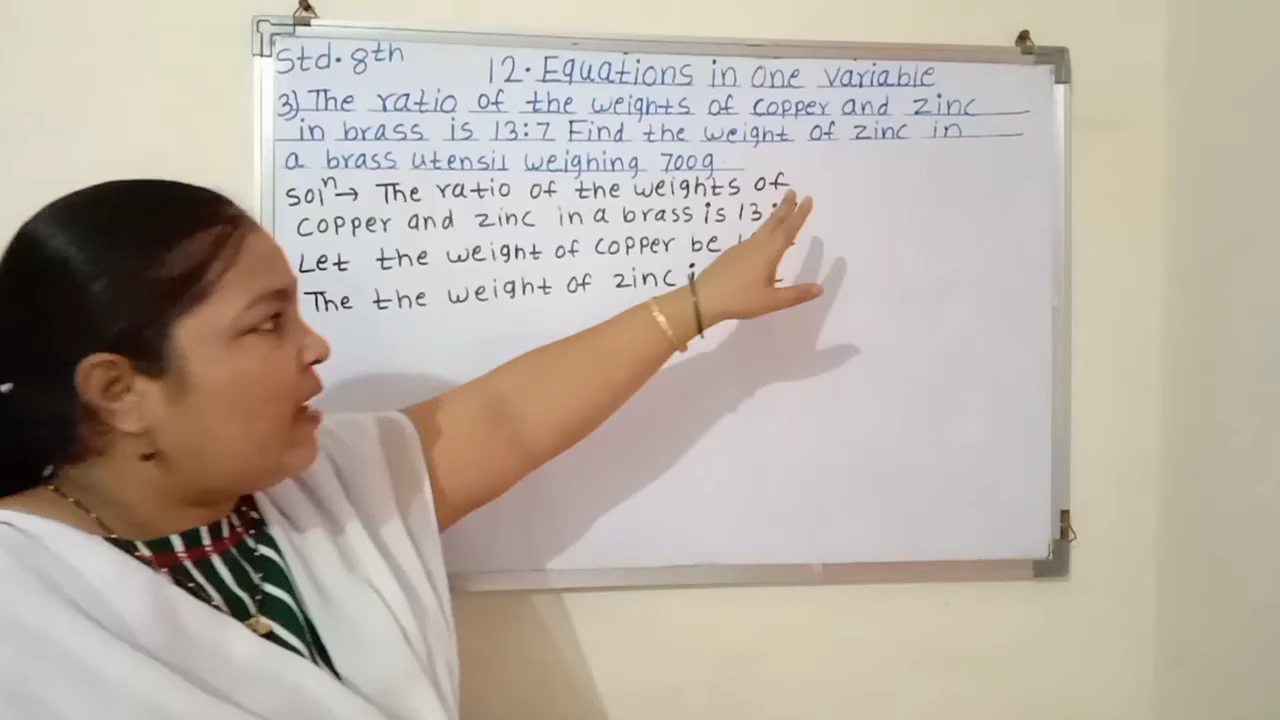 Std. 8th
12. Equations in one variable
3) The ratio of the weights of copper and zinc
in brass is 13:7 Find the weight of zinc in
a brass utensil weighing 700g.
Solⁿ → The ratio of the weights of
copper and zinc in a brass is 13
Let the weight of copper be
The the weight of zinc